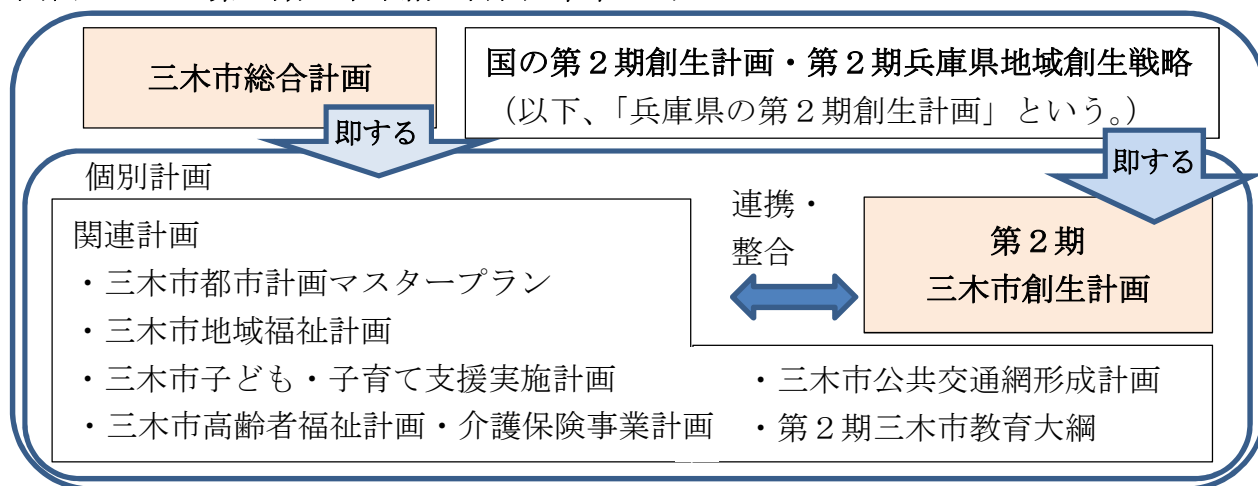 三木市総合計画
国の第２期創生計画・第２期兵庫県地域創生戦略
（以下、「兵庫県の第２期創生計画」という。）
即する
即する
個別計画
関連計画
・三木市都市計画マスタープラン
・三木市地域福祉計画
・三木市子ども・子育て支援実施計画
・三木市高齢者福祉計画・介護保険事業計画
・三木市公共交通網形成計画
・第２期三木市教育大綱
連携・
整合
第２期
三木市創生計画